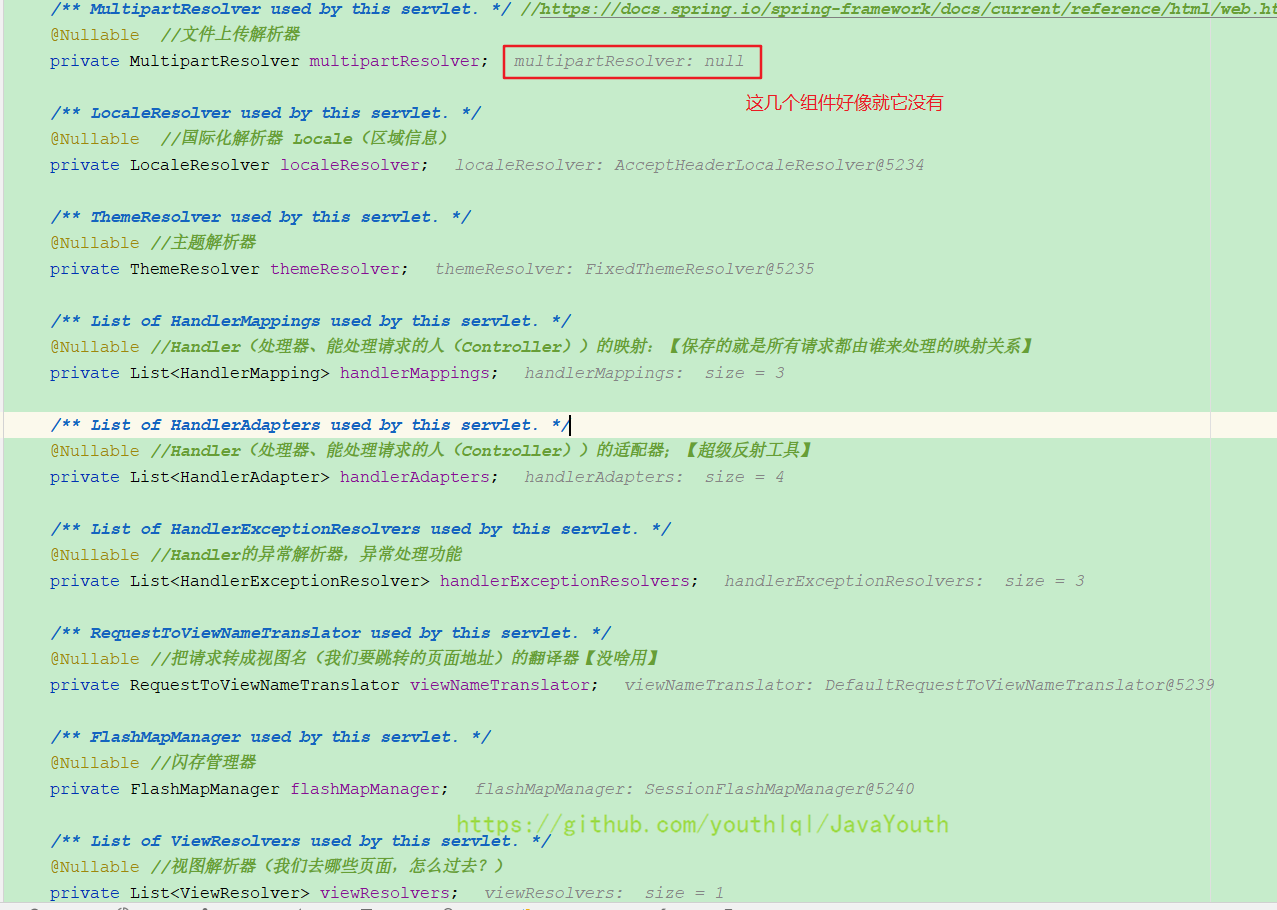 /** MultipartResolver used by this servlet. */ //https://docs.spring.io/spring-framework/docs/current/reference/html/web.ht
@Nullable //文件上传解析器
private MultipartResolver multipartResolver; multipartResolver: null
这几个组件好像就它没有
/** LocaleResolver used by this servlet. */
@Nullable //国际化解析器 Locale（区域信息）
private LocaleResolver localeResolver; localeResolver: AcceptHeaderLocaleResolver@5234
/** ThemeResolver used by this servlet. */
@Nullable //主题解析器
private ThemeResolver themeResolver; themeResolver: FixedThemeResolver@5235
/** List of HandlerMappings used by this servlet. */
@Nullable //Handler（处理器、能处理请求的人（Controller））的映射：【保存的就是所有请求都由谁来处理的映射关系】
private List<HandlerMapping> handlerMappings; handlerMappings: size = 3
/** List of HandlerAdapters used by this servlet. */
@Nullable //Handler（处理器、能处理请求的人（Controller））的适配器；【超级反射工具】
private List<HandlerAdapter> handlerAdapters; handlerAdapters: size = 4
/** List of HandlerExceptionResolvers used by this servlet. */
@Nullable //Handler的异常解析器，异常处理功能
private List<HandlerExceptionResolver> handlerExceptionResolvers; handlerExceptionResolvers: size = 3
/** RequestToViewNameTranslator used by this servlet. */
@Nullable //把请求转成视图名（我们要跳转的页面地址）的翻译器【没啥用】
private RequestToViewNameTranslator viewNameTranslator; viewNameTranslator: DefaultRequestToViewNameTranslator@5239
/** FlashMapManager used by this servlet. */
@Nullable //闪存管理器
private FlashMapManager flashMapManager; flashMapManager: SessionFlashMapManager@5240
https://github.com/youthlql/JavaYouth
/** List of ViewResolvers used by this servlet. */
@Nullable //视图解析器（我们去哪些页面，怎么过去？）
private List<ViewResolver> viewResolvers; viewResolvers: size = 1